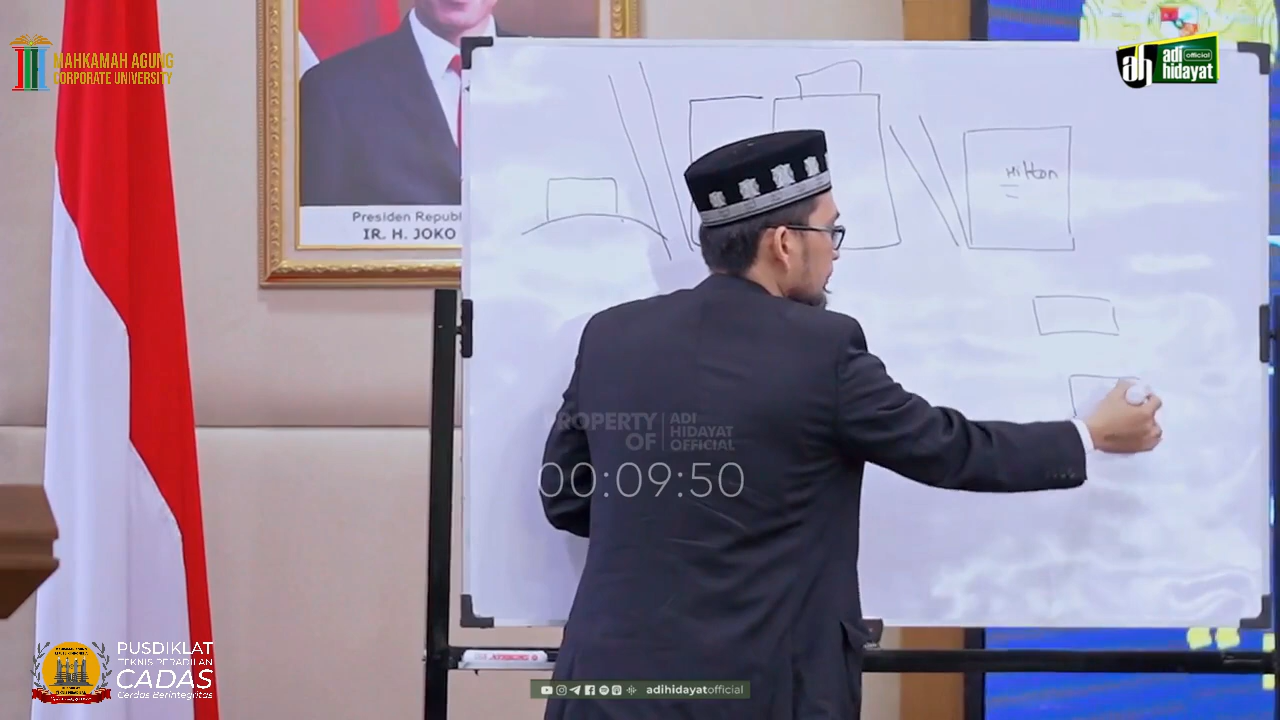 MAHKAMAH AGUNG
CORPORATE UNIVERSITY
adi official
hidayat
Hilton
Presiden Republ
IR. H. JOKO
PROPERTY OF
ADI HIDAYAT OFFICIAL
00:09:50
PUSDIKLAT
TEKNIS PERADILAN
CADAS
Cerdas Berintegritas
adihidayatofficial